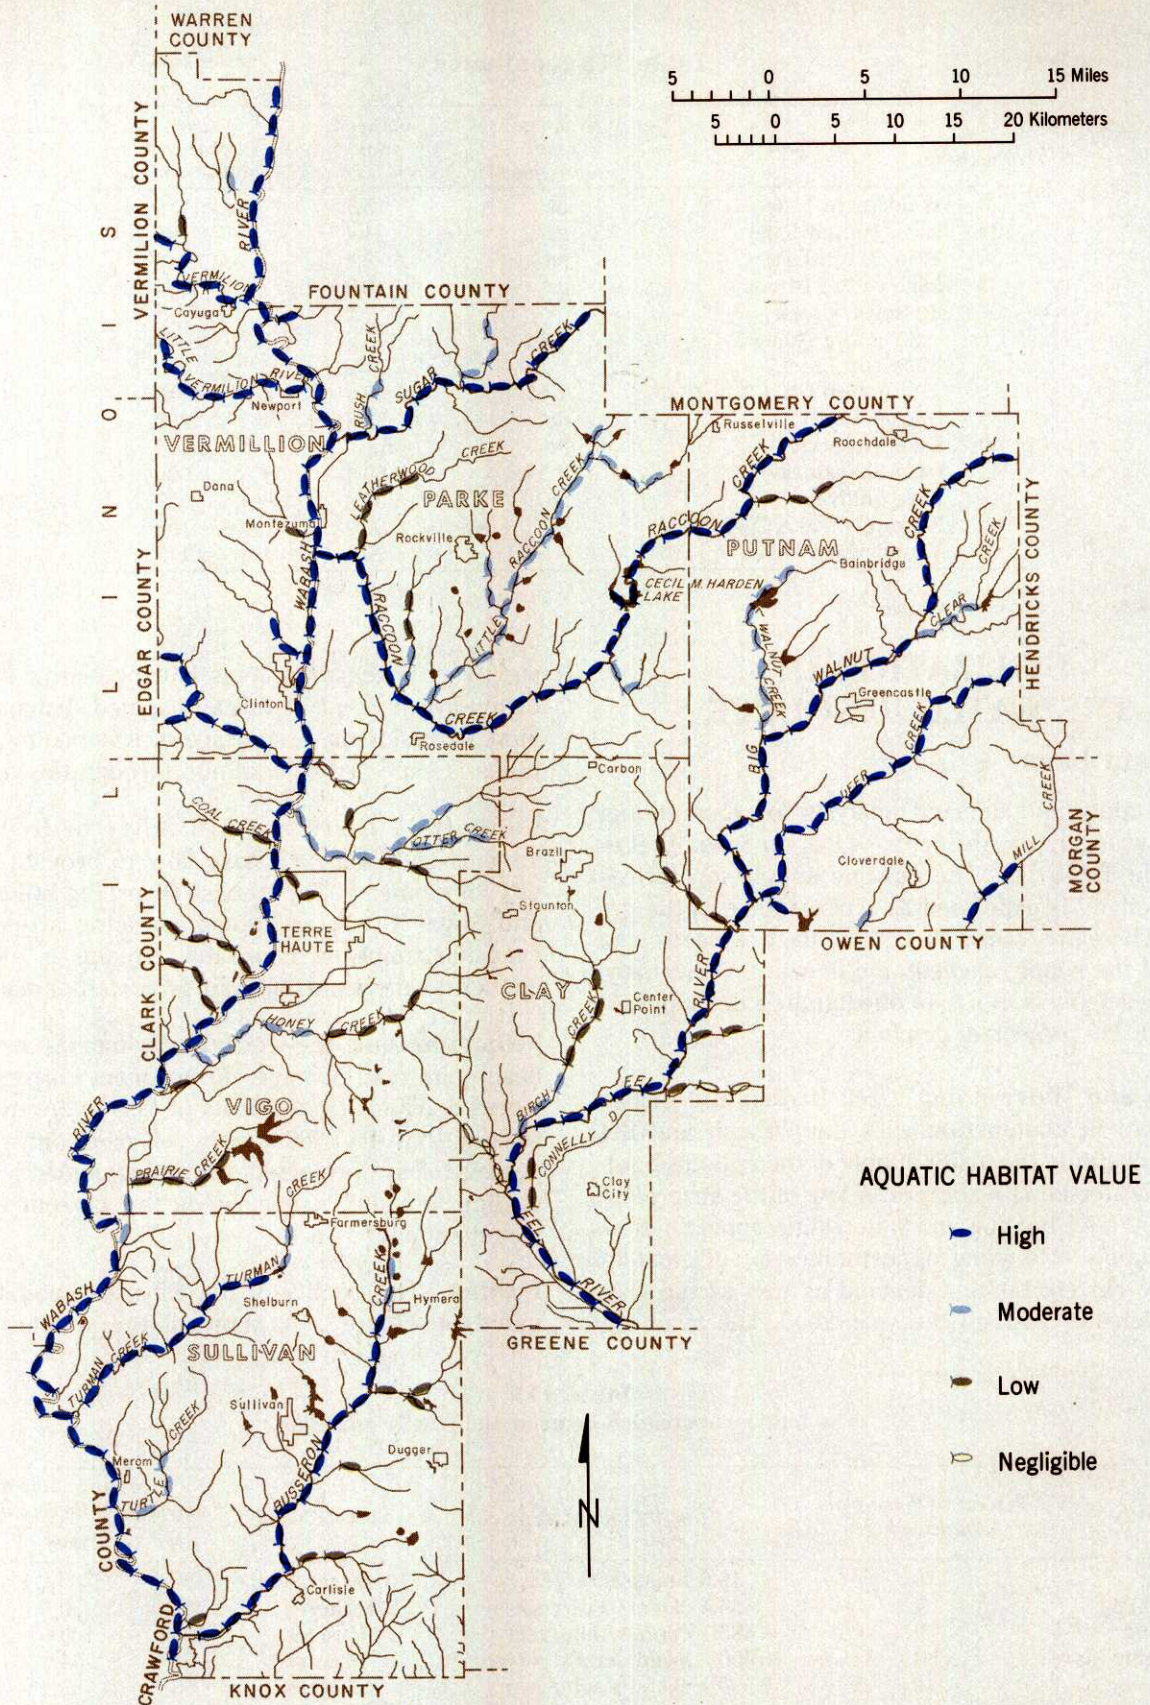 WARREN
COUNTY
5 0 5 10 15 Miles
5 0 5 10 15 20 Kilometers
VERMILION COUNTY
RIVER
VERMILION
R
Cayuga
FOUNTAIN COUNTY
LITTLE
VERMILION RIVER
Newport
RUSH
CREEK
SUGAR
CREEK
MONTGOMERY COUNTY
Russelville
Roachdale
VERMILLION
Dana
LEATHERWOOD
CREEK
PARKE
Montezuma
Rockville
CREEK
RACCOON
LITTLE
CREEK
RACCOON
PUTNAM
Bainbridge
CREEK
CREEK
CLEAR
HENDRICKS COUNTY
EDGAR COUNTY
ILLINOIS
WABASH
RACCOON
CECIL M. HARDEN
LAKE
WALNUT CREEK
WALNUT
Greencastle
Clinton
CREEK
Rosedale
BIG
CREEK
DEER
Carbon
COAL CREEK
OTTER CREEK
Brazil
CREEK
MILL
Cloverdale
MORGAN
COUNTY
CLARK COUNTY
TERRE
HAUTE
Staunton
OWEN COUNTY
CLAY
Center
Point
RIVER
HONEY
CREEK
CREEK
BIRCH
EEL
VIGO
RIVER
CONNELLY D
PRAIRIE CREEK
CREEK
Clay
City
AQUATIC HABITAT VALUE
High
Moderate
Low
Negligible
Farmersburg
EEL
RIVER
WABASH
TURMAN
CREEK
Hymera
Shelburn
TURMAN
CREEK
SULLIVAN
GREENE COUNTY
Sullivan
CREEK
Merom
TURTLE
Dugger
BUSSERON
N
COUNTY
Carlisle
CRAWFORD
KNOX COUNTY